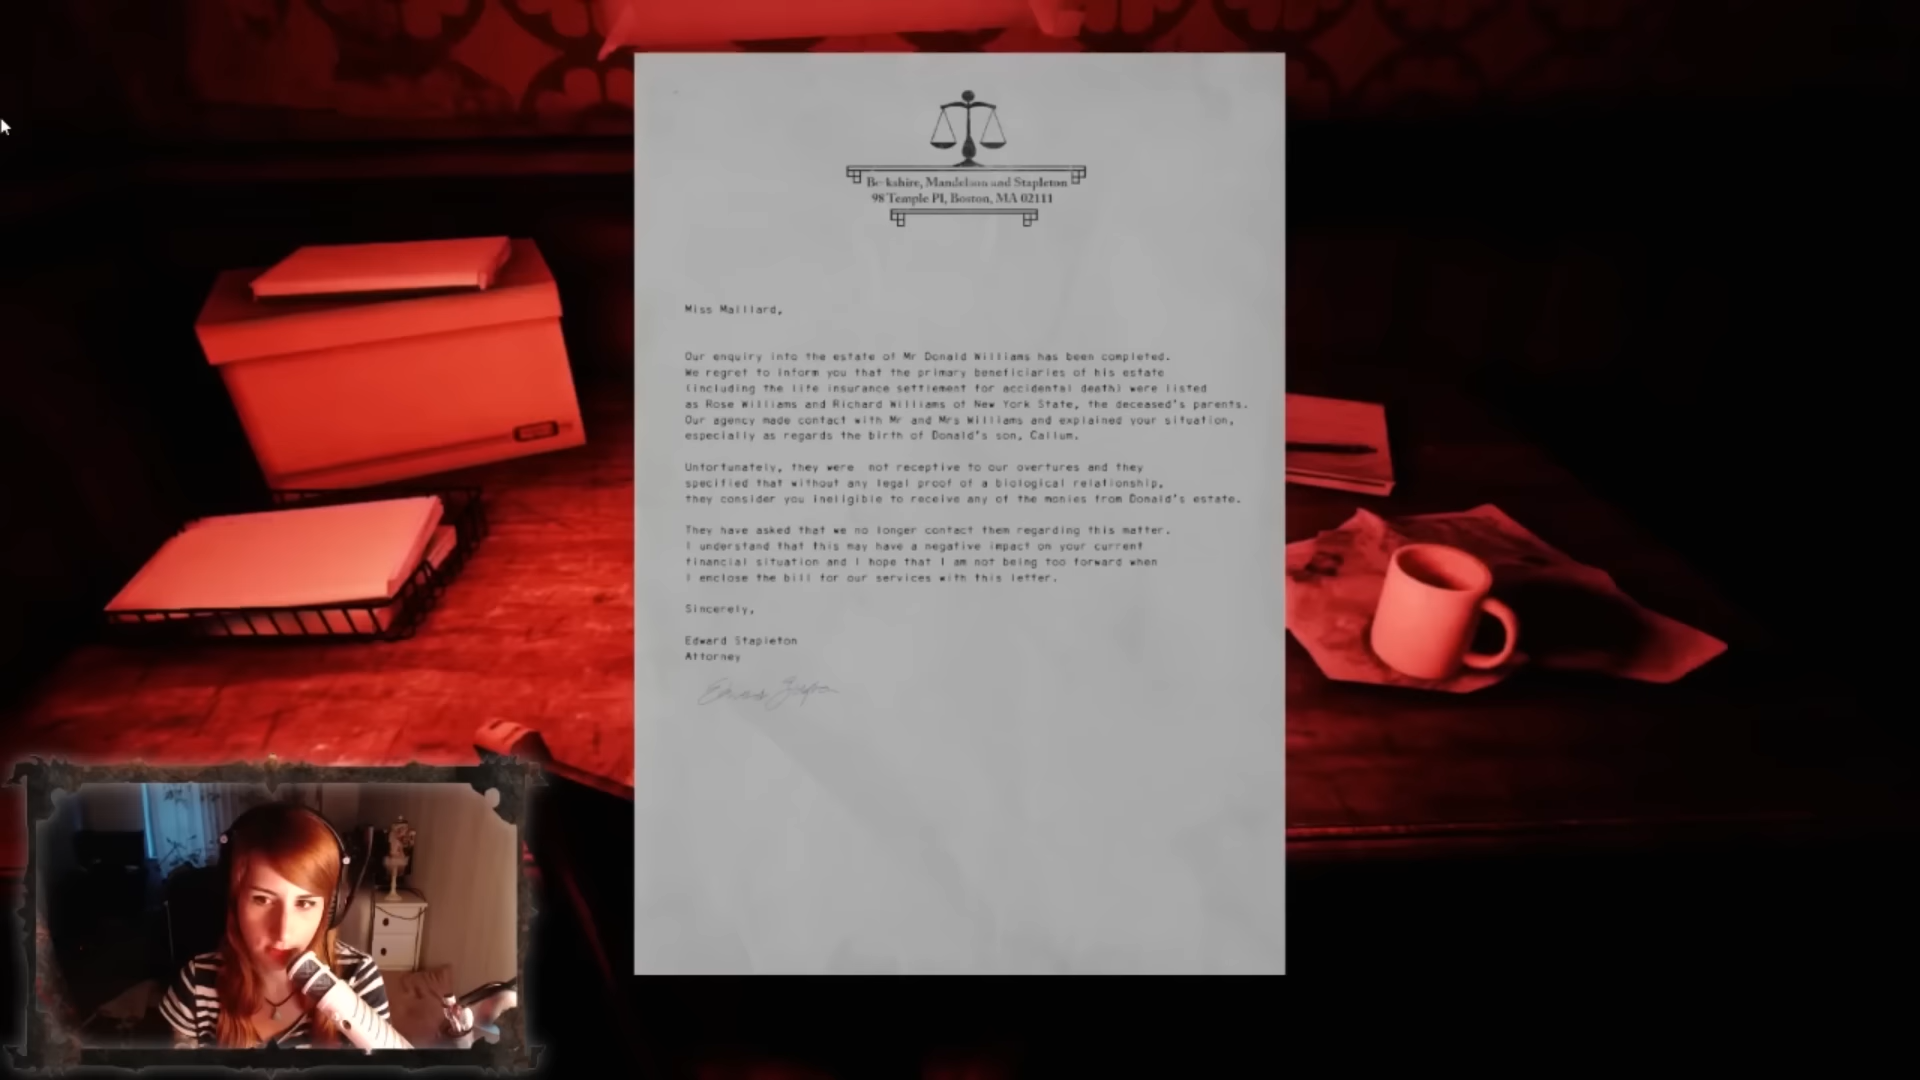 Berkshire, Mandelson and Stapleton
98 Temple Pl, Boston, MA 02111
Miss Maillard,
Our enquiry into the estate of Mr Donald Williams has been completed.
We regret to inform you that the primary beneficiaries of his estate
(including the life insurance settlement for accidental death) were listed
as Rose Williams and Richard Williams of New York State, the deceased's parents.
Our agency made contact with Mr and Mrs Williams and explained your situation,
especially as regards the birth of Donald's son, Callum.
Unfortunately, they were not receptive to our overtures and they
specified that without any legal proof of a biological relationship,
they consider you ineligible to receive any of the monies from Donald's estate.
They have asked that we no longer contact them regarding this matter.
I understand that this may have a negative impact on your current
financial situation and I hope that I am not being too forward when
I enclose the bill for our services with this letter.
Sincerely,
Edward Stapleton
Attorney